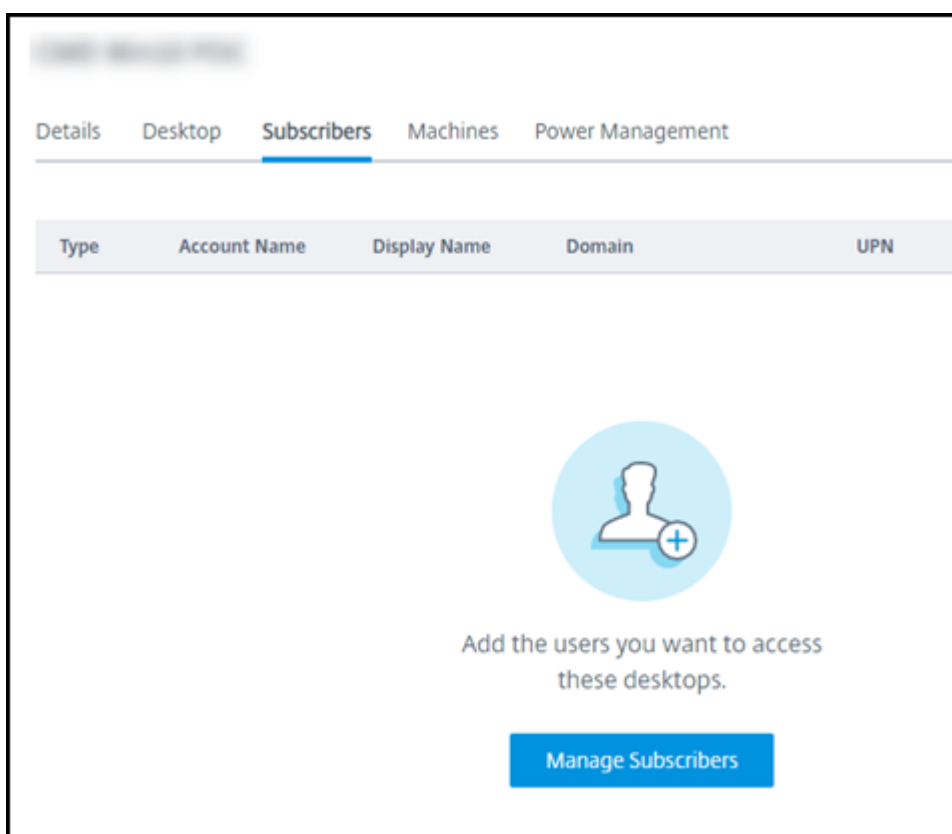 Details Desktop Subscribers Machines Power Management
Type Account Name Display Name Domain UPN
Add the users you want to access
these desktops.
Manage Subscribers